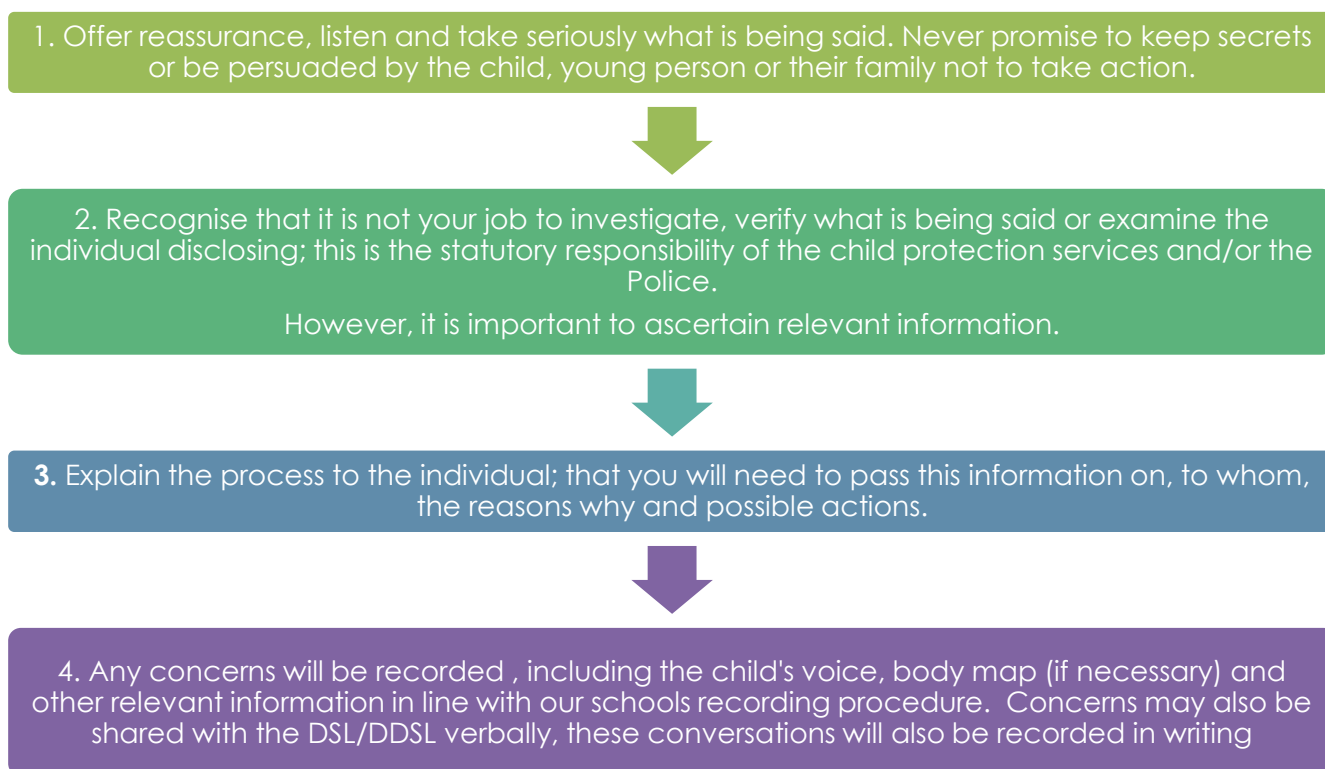 1. Offer reassurance, listen and take seriously what is being said. Never promise to keep secrets
or be persuaded by the child, young person or their family not to take action.
2. Recognise that it is not your job to investigate, verify what is being said or examine the
individual disclosing; this is the statutory responsibility of the child protection services and/or the
Police.
However, it is important to ascertain relevant information.
3. Explain the process to the individual; that you will need to pass this information on, to whom,
the reasons why and possible actions.
4. Any concerns will be recorded , including the child's voice, body map (if necessary) and
other relevant information in line with our schools recording procedure.  Concerns may also be
shared with the DSL/DDSL verbally, these conversations will also be recorded in writing